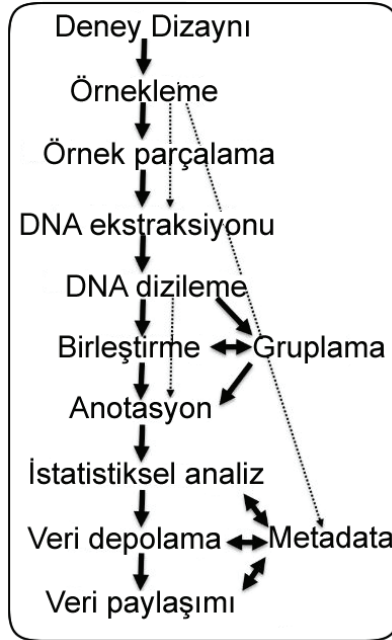 Deney Dizaynı
Örnekleme
Örnek parçalama
DNA ekstraksiyonu
DNA dizileme
Birleştirme
Gruplama
Anotasyon
İstatistiksel analiz
Veri depolama
Metadata
Veri paylaşımı